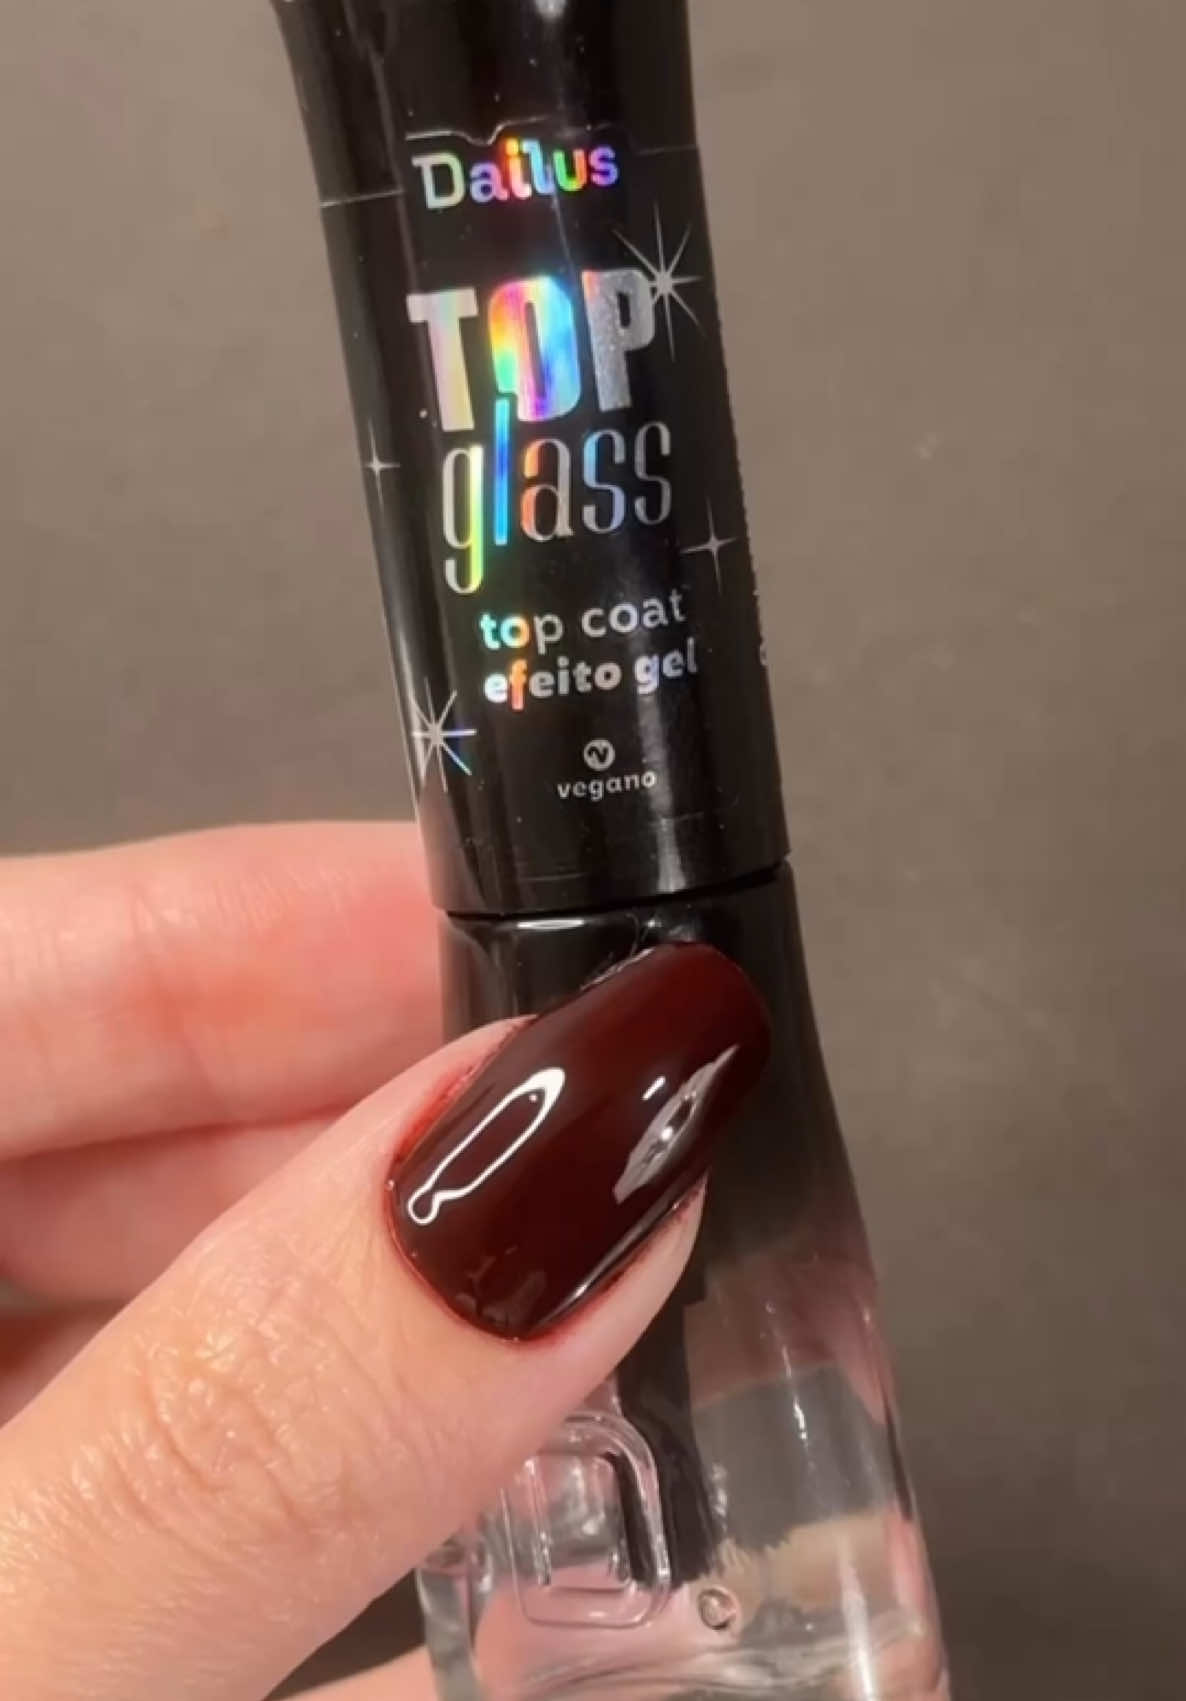 Dailus
TOP
glass
top coat
efeito gel
vegano